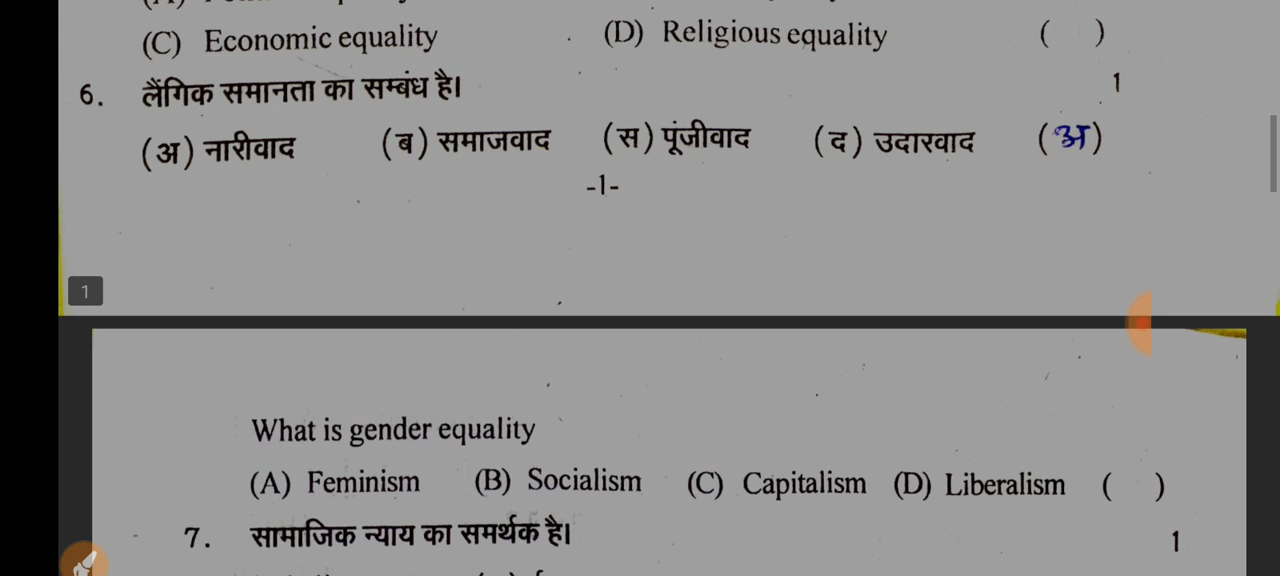 (C) Economic equality (D) Religious equality ( )
6. लैंगिक समानता का सम्बंध है। 1
(अ) नारीवाद (ब) समाजवाद (स) पूंजीवाद (द) उदारवाद (अ)
-1-
1
What is gender equality
(A) Feminism (B) Socialism (C) Capitalism (D) Liberalism ( )
7. सामाजिक न्याय का समर्थक है। 1